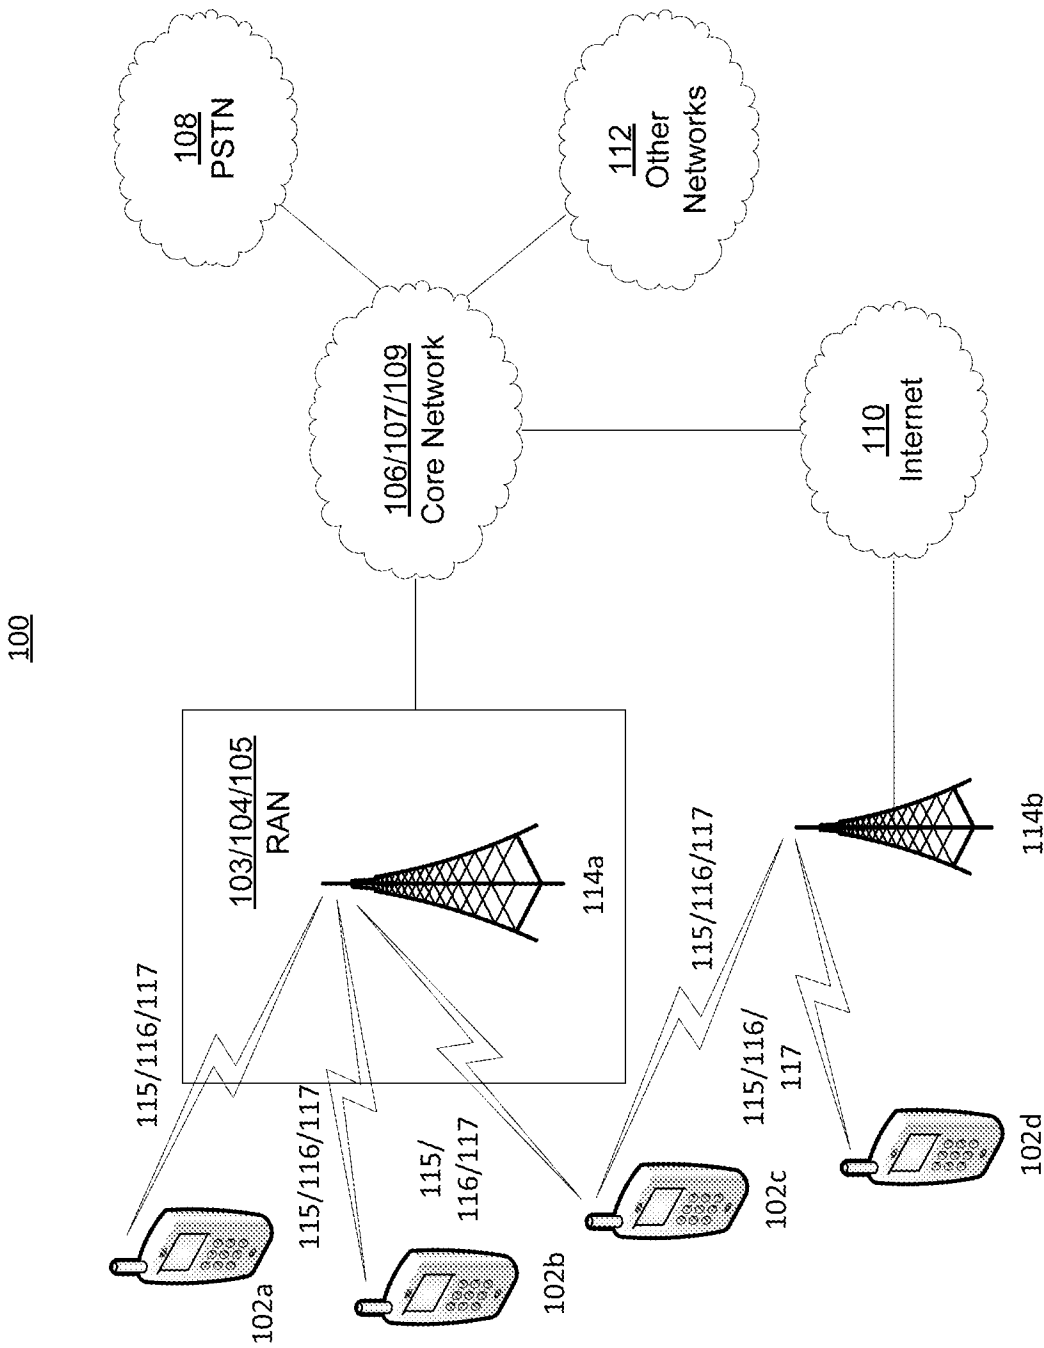 100
108
PSTN
106/107/109
Core Network
112
Other
Networks
103/104/105
RAN
110
Internet
115/116/117
114a
115/116/117
115/
116/117
115/116/117
115/116/
117
114b
102a
102b
102c
102d